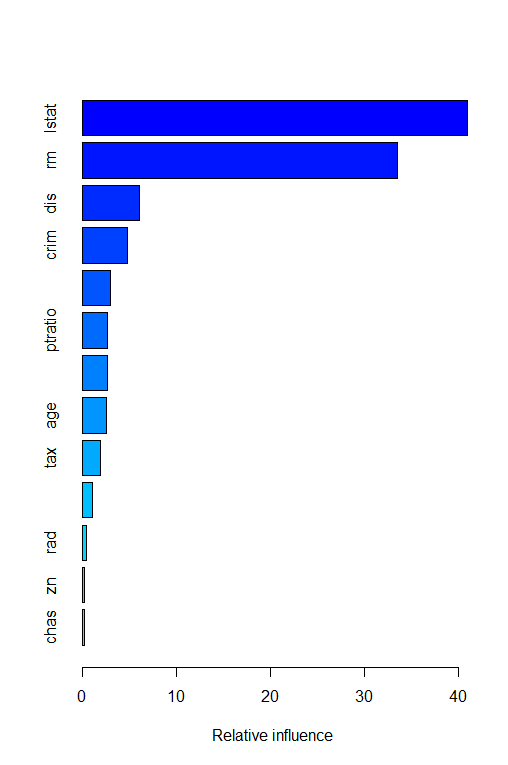 lstat
rm
dis
crim
ptratio
age
tax
rad
zn
chas
0 10 20 30 40
Relative influence